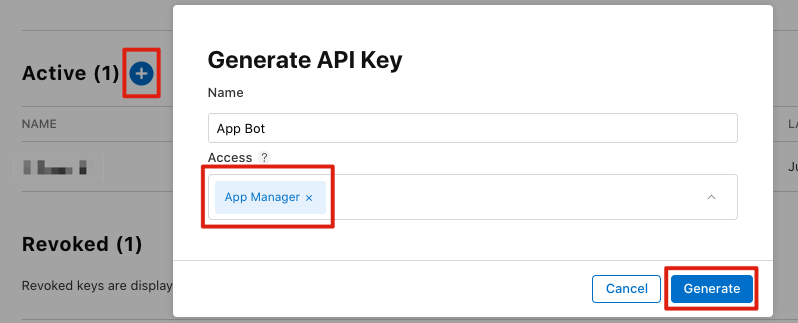 Generate API Key
Name
App Bot
Access ?
App Manager ×
Cancel
Generate
Active (1) +
NAME
LA
Ju
Revoked (1)
Revoked keys are display